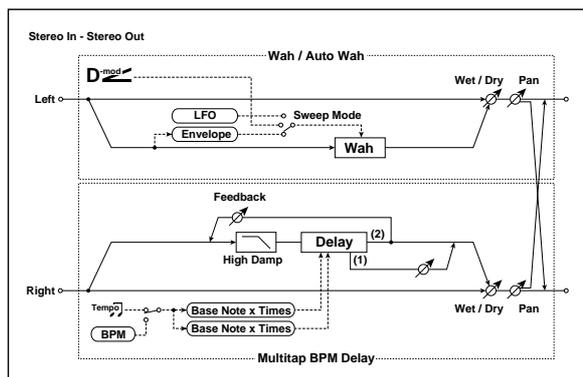 Stereo In - Stereo Out
Wah / Auto Wah
D-mod
Wet / Dry
Pan
Left
LFO
Sweep Mode
Envelope
Wah
Feedback
High Damp
Delay
(2)
(1)
Right
Tempo
BPM
Base Note x Times
Base Note x Times
Wet / Dry
Pan
Multitap BPM Delay